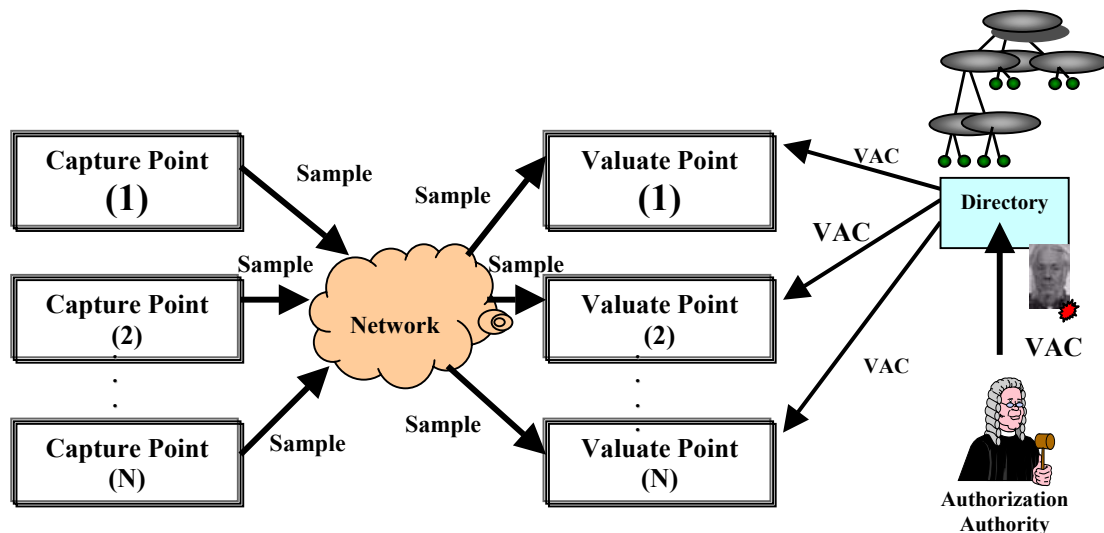 Capture Point
(1)
Sample
Sample
Valuate Point
(1)
VAC
Directory
Capture Point
(2)
Sample
Network
Sample
Valuate Point
(2)
VAC
VAC
Capture Point
(N)
Sample
Sample
Valuate Point
(N)
VAC
Authorization
Authority